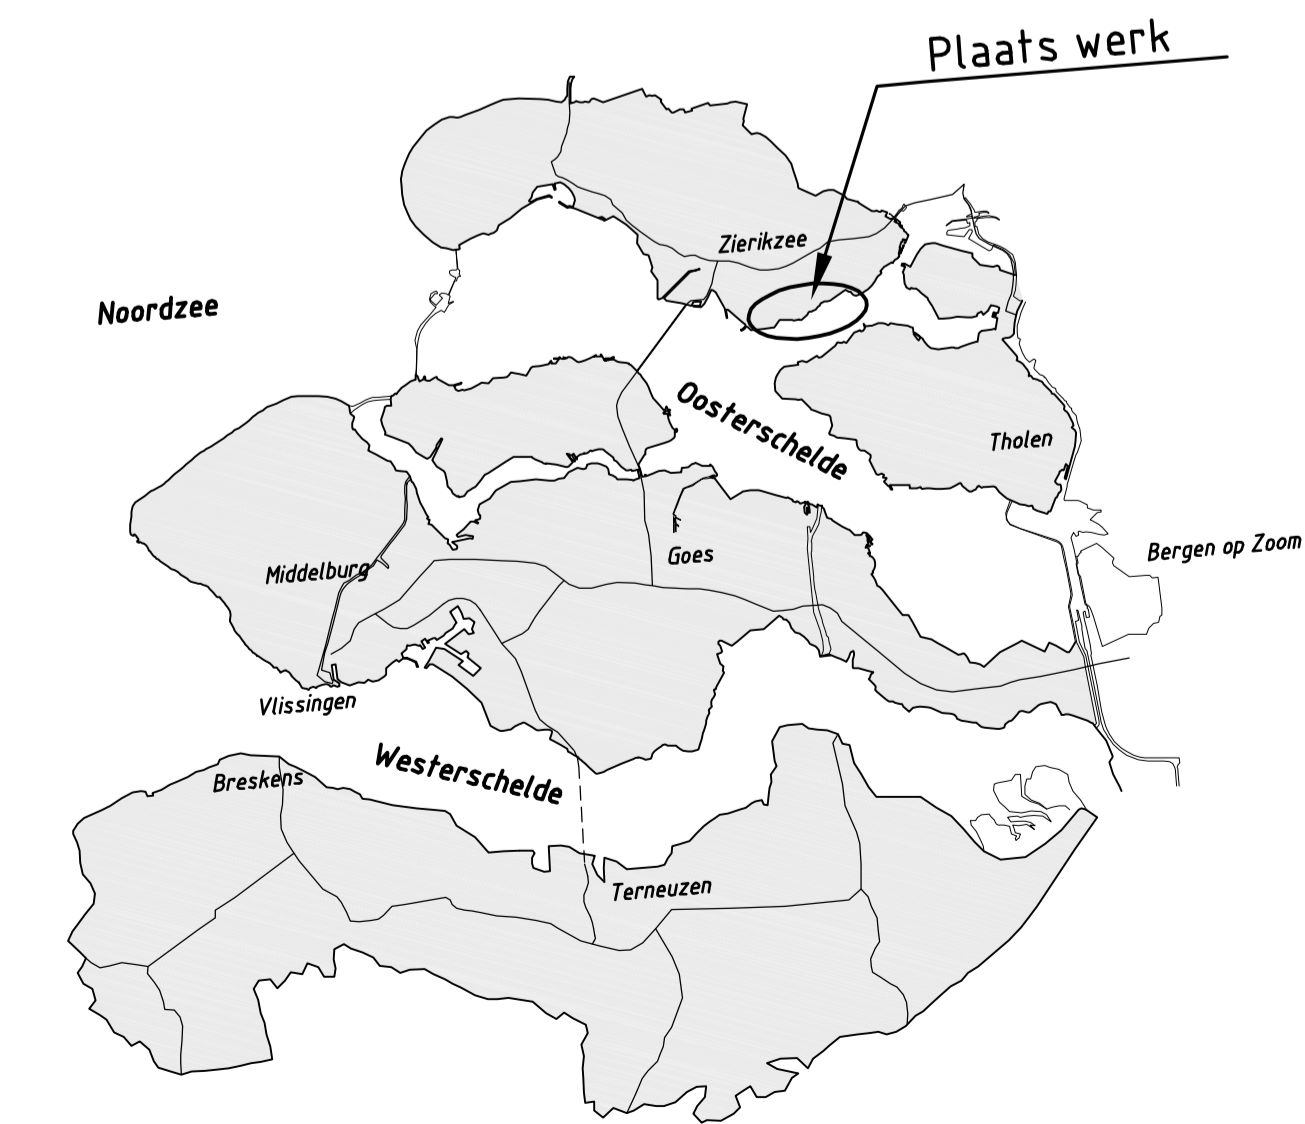 Plaats werk
Zierikzee
Noordzee
Oosterschelde
Tholen
Goes
Bergen op Zoom
Middelburg
Vlissingen
Westerschelde
Breskens
Terneuzen